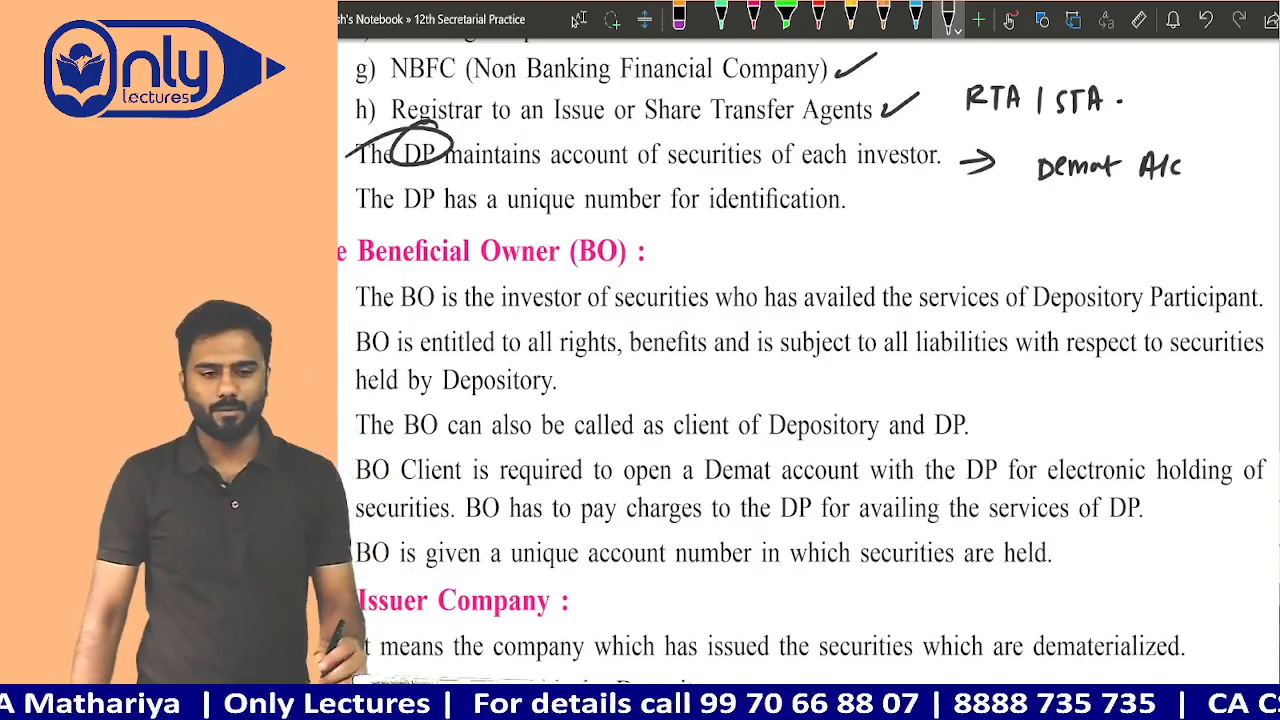 sh's Notebook » 12th Secretarial Practice
Only
lectures
g) NBFC (Non Banking Financial Company)
h) Registrar to an Issue or Share Transfer Agents
RTA / STA.
The DP maintains account of securities of each investor. → Demat A/c
The DP has a unique number for identification.
e Beneficial Owner (BO) :
The BO is the investor of securities who has availed the services of Depository Participant.
BO is entitled to all rights, benefits and is subject to all liabilities with respect to securities
held by Depository.
The BO can also be called as client of Depository and DP.
BO Client is required to open a Demat account with the DP for electronic holding of
securities. BO has to pay charges to the DP for availing the services of DP.
BO is given a unique account number in which securities are held.
Issuer Company :
t means the company which has issued the securities which are dematerialized.
A Mathariya | Only Lectures | For details call 99 70 66 88 07 | 8888 735 735 | CA C